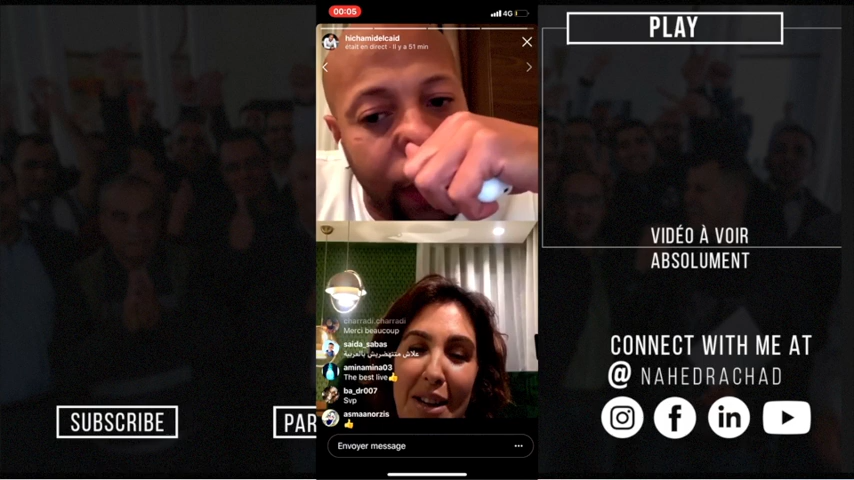 00:05
4G
hichamidelcaid
était en direct · Il y a 51 min
charradi.charradi
Merci beaucoup
saida_sabas
علاش متتهضريش بالعربية
aminamina03
The best live👍
ba_dr007
Svp
asmaanorzis
👍
Envoyer message
SUBSCRIBE
PAR
PLAY
VIDÉO À VOIR
ABSOLUMENT
CONNECT WITH ME AT
@ NAHEDRACHAD